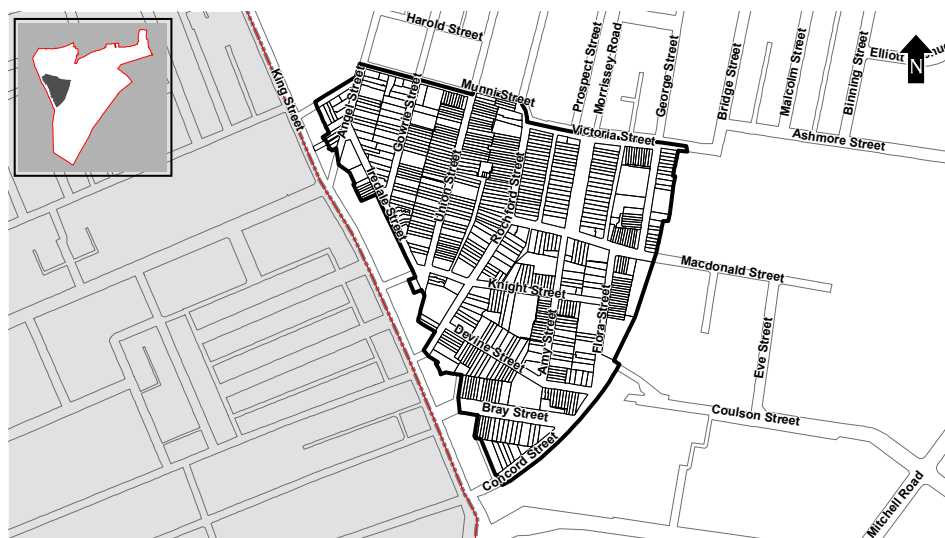 Harold Street
King Street
Angel Street
Gowrie Street
Munni Street
Prospect Street
Morrissey Road
George Street
Bridge Street
Malcolm Street
Binning Street
N
Victoria Street
Ashmore Street
Iredale Street
Union Street
Rochford Street
Macdonald Street
Knight Street
Flora Street
Devine Street
Amy Street
Eve Street
Bray Street
Coulson Street
Concord Street
Mitchell Road